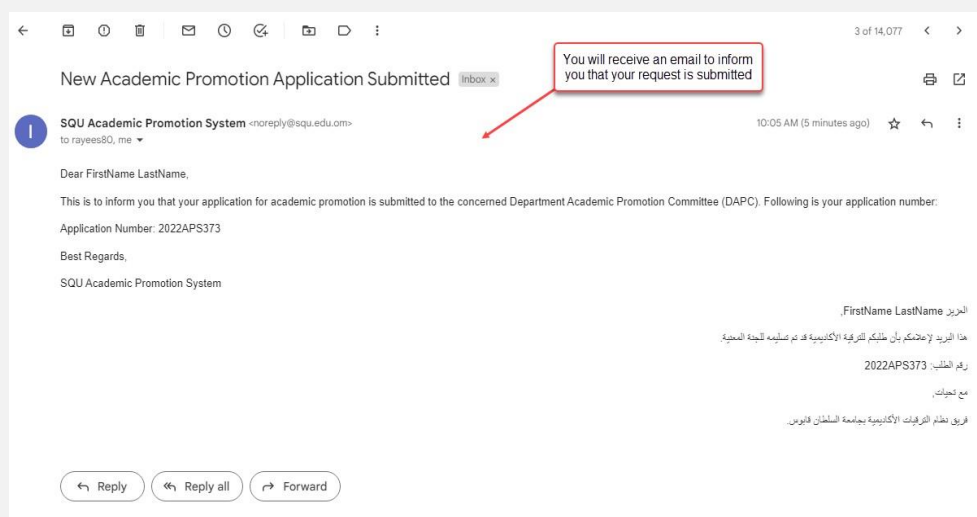 3 of 14,077
You will receive an email to inform
you that your request is submitted
New Academic Promotion Application Submitted Inbox x
SQU Academic Promotion System <noreply@squ.edu.om>
10:05 AM (5 minutes ago)
to rayees80, me
I
Dear FirstName LastName,
This is to inform you that your application for academic promotion is submitted to the concerned Department Academic Promotion Committee (DAPC). Following is your application number:
Application Number: 2022APS373
Best Regards,
SQU Academic Promotion System
العزيز FirstName LastName,
هذا البريد لإعلامكم بأن طلبكم للترقية الأكاديمية قد تم تسليمه للجنة المعنية.
رقم الطلب: 2022APS373
مع تحيات,
فريق نظام الترقيات الأكاديمية بجامعة السلطان قابوس.
Reply
Reply all
Forward